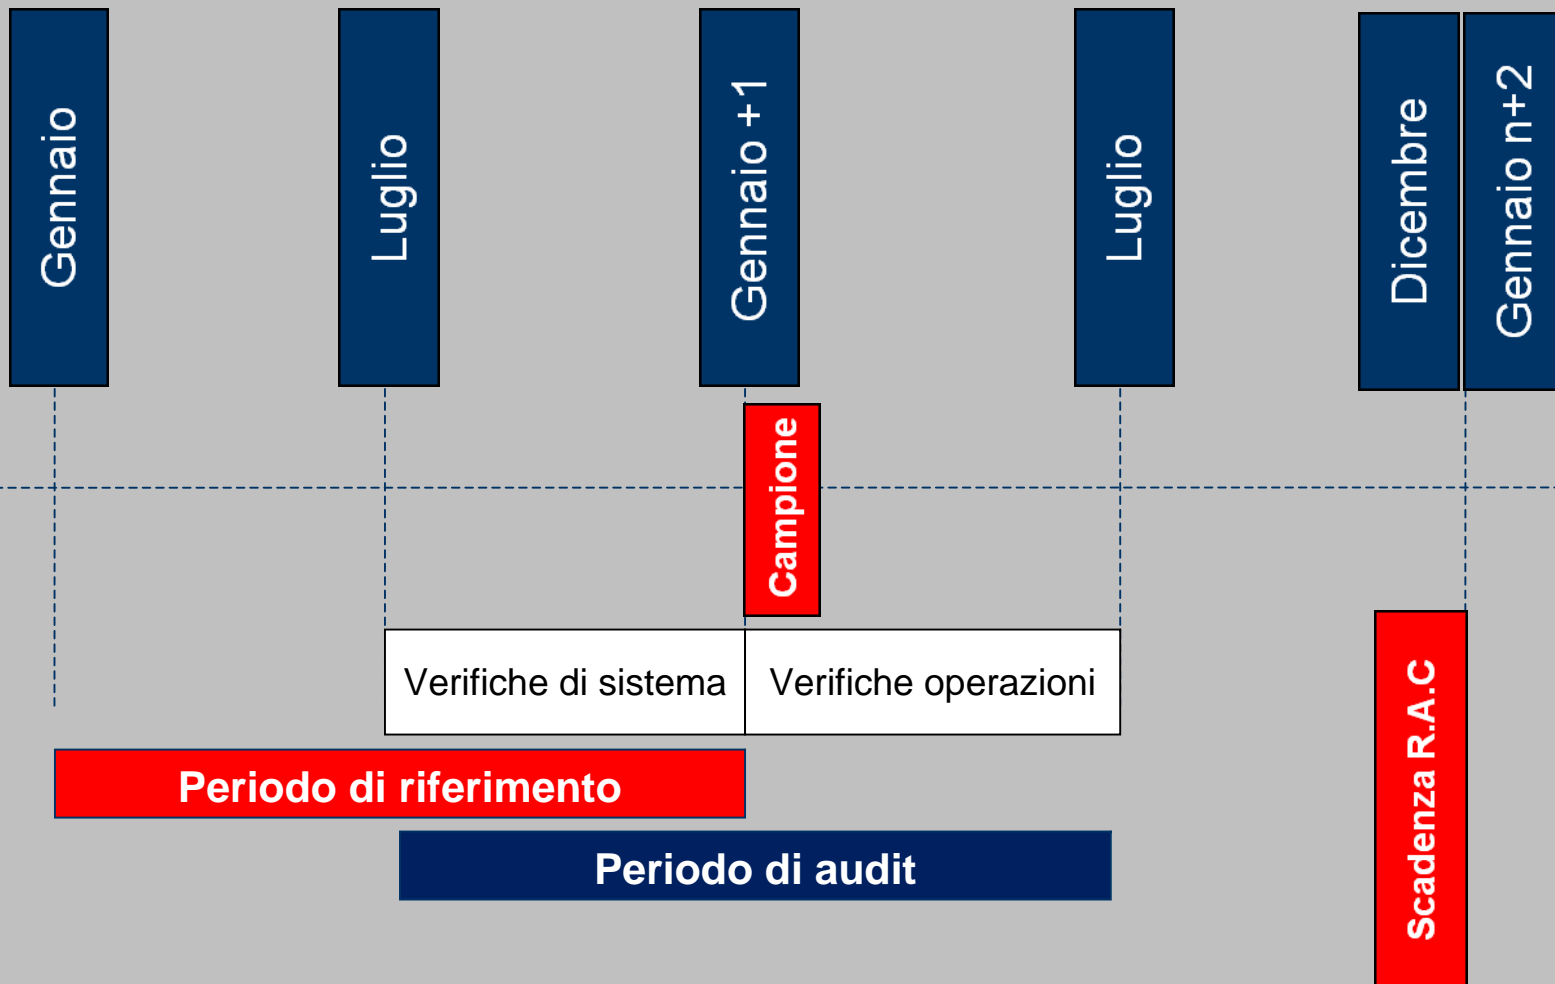 Gennaio
Luglio
Gennaio +1
Luglio
Dicembre
Gennaio n+2
Campione
Verifiche di sistema
Verifiche operazioni
Periodo di riferimento
Periodo di audit
Scadenza R.A.C